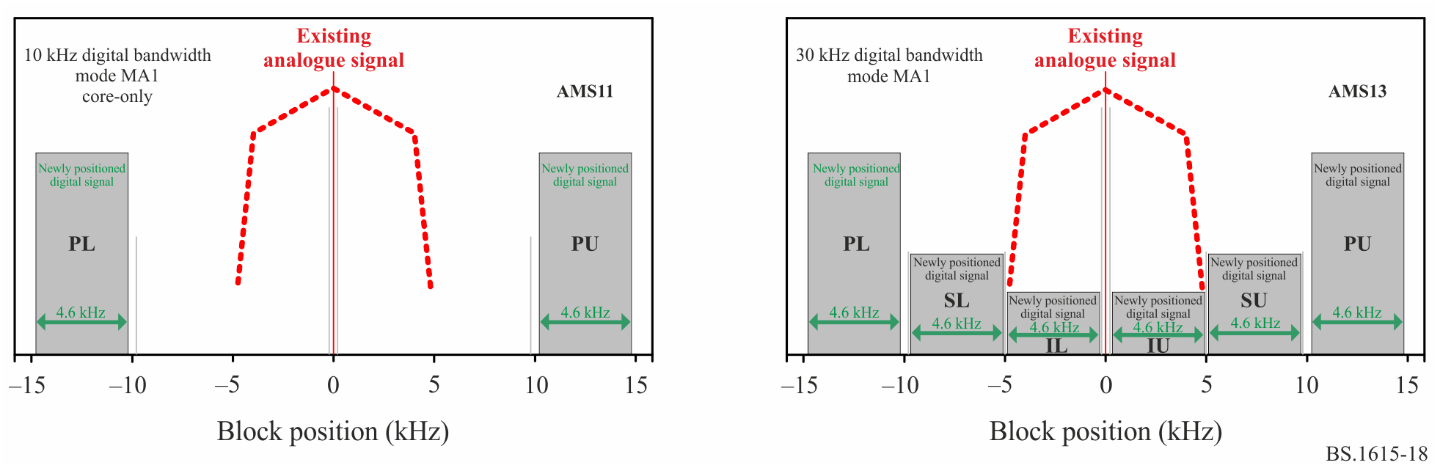 10 kHz digital bandwidth
mode MA1
core-only
Existing
analogue signal
AMS11
Newly positioned
digital signal
PL
4.6 kHz
Newly positioned
digital signal
PU
4.6 kHz
–15 –10 –5 0 5 10 15
Block position (kHz)
30 kHz digital bandwidth
mode MA1
Existing
analogue signal
AMS13
Newly positioned
digital signal
PL
4.6 kHz
Newly positioned
digital signal
SL
4.6 kHz
Newly positioned
digital signal
4.6 kHz
IL
Newly positioned
digital signal
4.6 kHz
IU
Newly positioned
digital signal
SU
4.6 kHz
Newly positioned
digital signal
PU
4.6 kHz
–15 –10 –5 0 5 10 15
Block position (kHz)
BS.1615-18